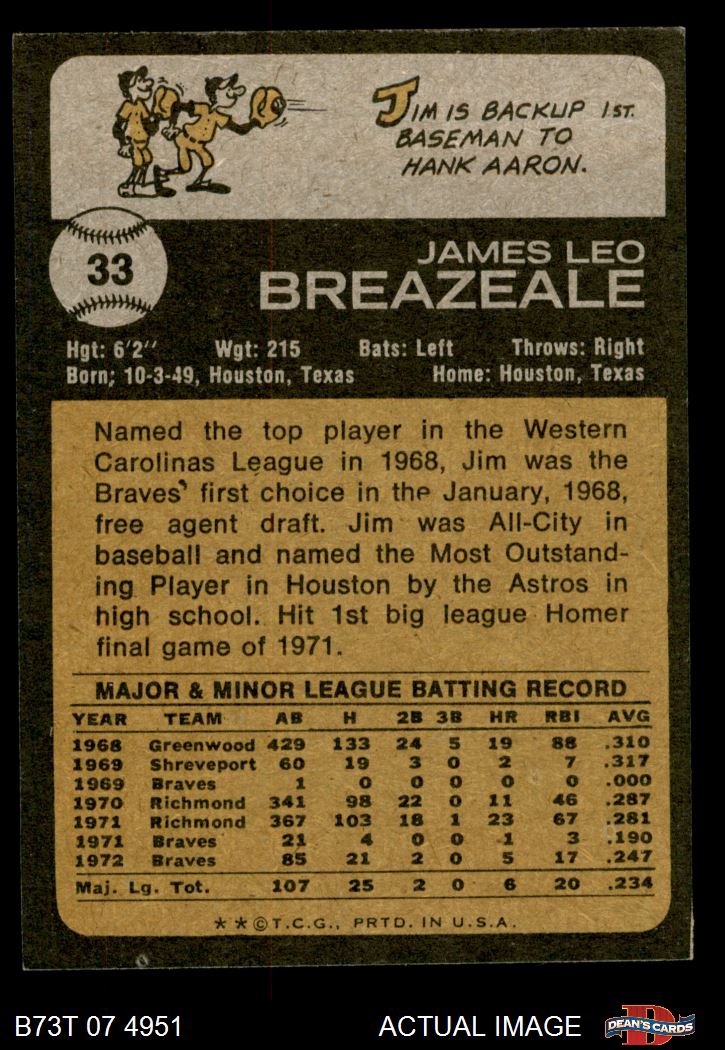 JIM IS BACKUP 1ST.
BASEMAN TO
HANK AARON.
33
JAMES LEO
BREAZEALE
Hgt: 6'2'' Wgt: 215 Bats: Left Throws: Right
Born; 10-3-49, Houston, Texas Home: Houston, Texas
Named the top player in the Western
Carolinas League in 1968, Jim was the
Braves' first choice in the January, 1968,
free agent draft. Jim was All-City in
baseball and named the Most Outstand-
ing Player in Houston by the Astros in
high school. Hit 1st big league Homer
final game of 1971.
MAJOR & MINOR LEAGUE BATTING RECORD
YEAR TEAM AB H 2B 3B HR RBI AVG
1968 Greenwood 429 133 24 5 19 88 .310
1969 Shreveport 60 19 3 0 2 7 .317
1969 Braves 1 0 0 0 0 0 .000
1970 Richmond 341 98 22 0 11 46 .287
1971 Richmond 367 103 18 1 23 67 .281
1971 Braves 21 4 0 0 1 3 .190
1972 Braves 85 21 2 0 5 17 .247
Maj. Lg. Tot. 107 25 2 0 6 20 .234
**©T.C.G., PRTD. IN U.S.A.
B73T 07 4951 ACTUAL IMAGE D DEAN'S CARDS